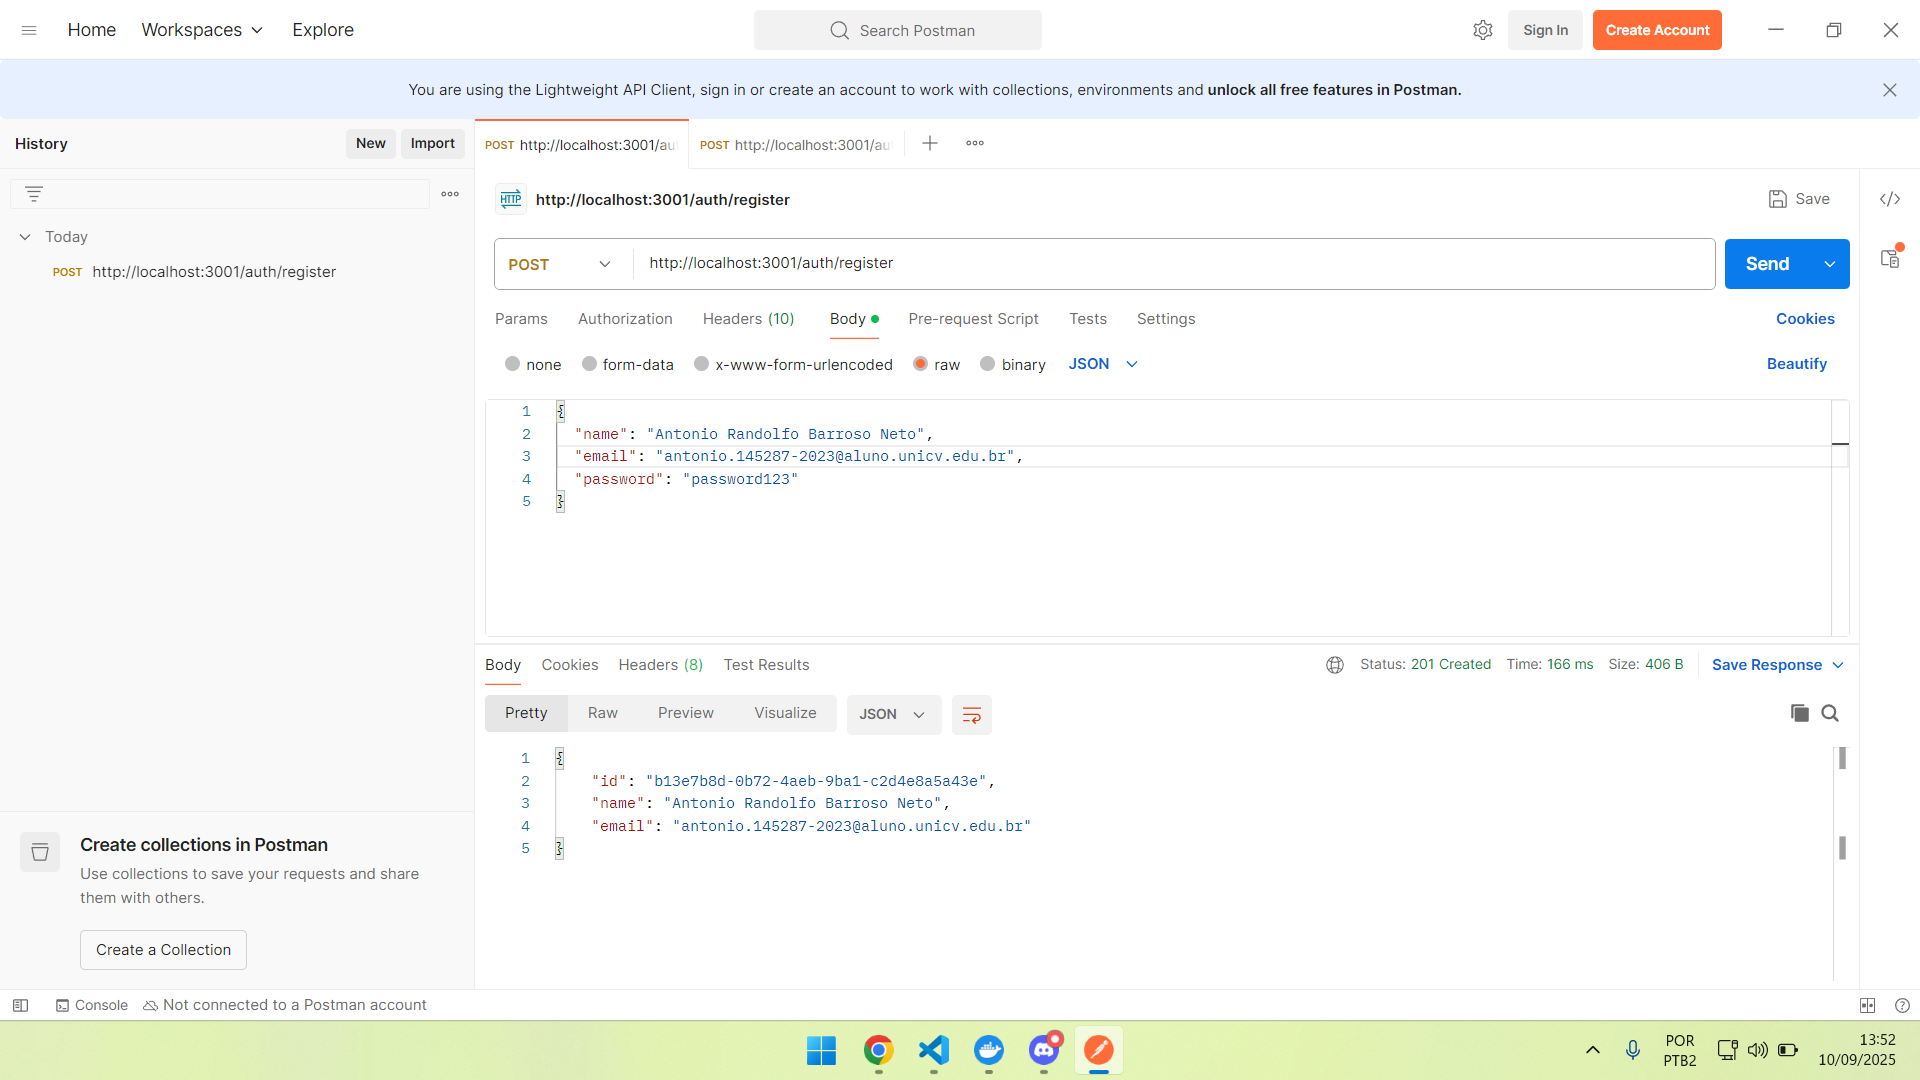 Home
Workspaces
Explore
Search Postman
Sign In
Create Account
You are using the Lightweight API Client, sign in or create an account to work with collections, environments and unlock all free features in Postman.
History
New
Import
POST http://localhost:3001/au
POST http://localhost:3001/au
Today
POST http://localhost:3001/auth/register
HTTP
http://localhost:3001/auth/register
Save
POST
http://localhost:3001/auth/register
Send
Params
Authorization
Headers (10)
Body
Pre-request Script
Tests
Settings
Cookies
none
form-data
x-www-form-urlencoded
raw
binary
JSON
Beautify
1 {
2 "name": "Antonio Randolfo Barroso Neto",
3 "email": "antonio.145287-2023@aluno.unicv.edu.br",
4 "password": "password123"
5 }
Body
Cookies
Headers (8)
Test Results
Status: 201 Created
Time: 166 ms
Size: 406 B
Save Response
Pretty
Raw
Preview
Visualize
JSON
1 {
2 "id": "b13e7b8d-0b72-4aeb-9ba1-c2d4e8a5a43e",
3 "name": "Antonio Randolfo Barroso Neto",
4 "email": "antonio.145287-2023@aluno.unicv.edu.br"
5 }
Create collections in Postman
Use collections to save your requests and share
them with others.
Create a Collection
Console
Not connected to a Postman account
POR
PTB2
13:52
10/09/2025